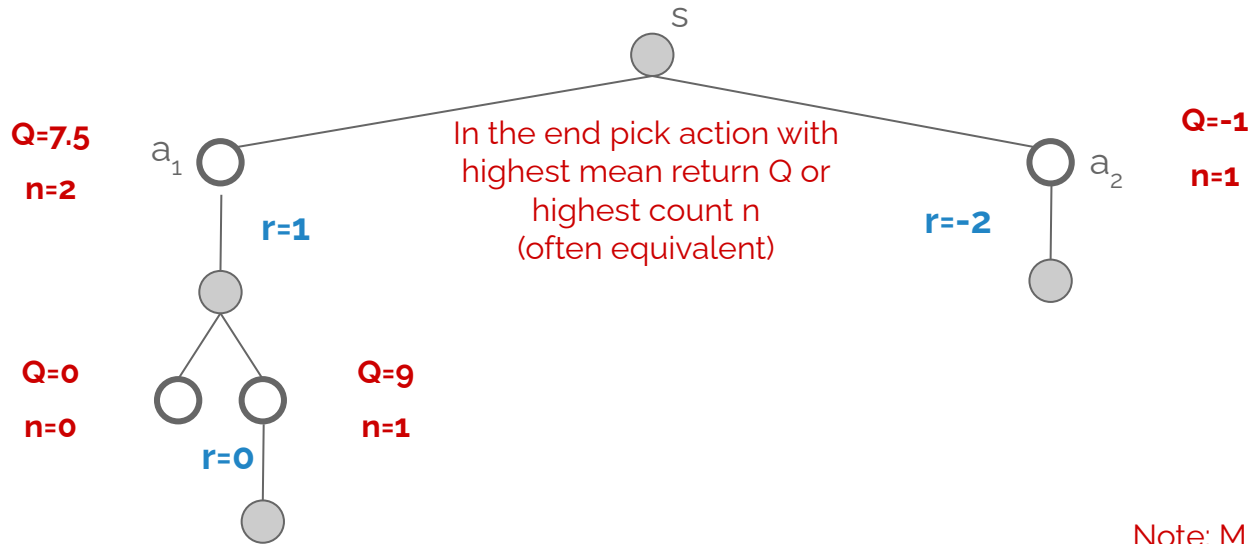 s
Q=7.5
n=2
a1
In the end pick action with
highest mean return Q or
highest count n
(often equivalent)
a2
Q=-1
n=1
r=1
r=-2
Q=0
n=0
Q=9
n=1
r=0
Note: M